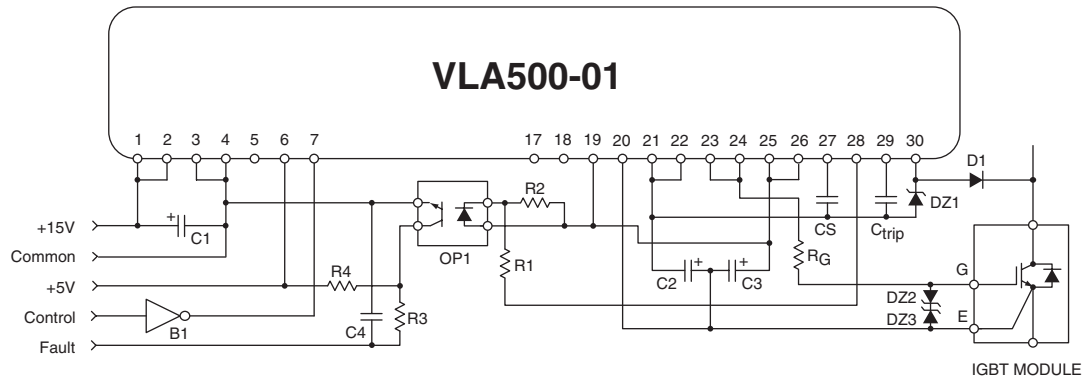 VLA500-01
1 2 3 4 5 6 7 17 18 19 20 21 22 23 24 25 26 27 28 29 30
+15V
+ C1
Common
+5V
Control
Fault
B1
R4
C4
R3
OP1
R2
R1
C2 +
+ C3
RG
CS
Ctrip
DZ1
D1
G
DZ2
DZ3
E
IGBT MODULE